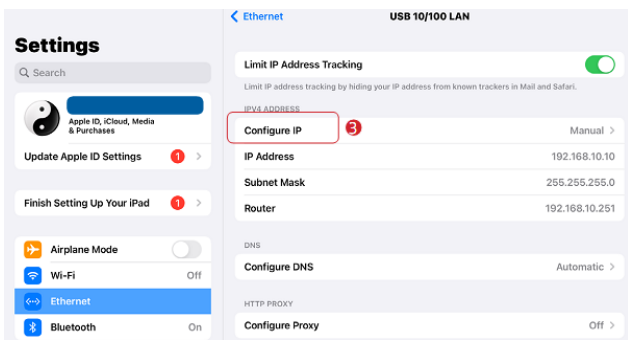 Ethernet
USB 10/100 LAN
Settings
Search
Apple ID, iCloud, Media
& Purchases
Update Apple ID Settings 1
Finish Setting Up Your iPad 1
Airplane Mode
Wi-Fi Off
Ethernet
Bluetooth On
Limit IP Address Tracking
Limit IP address tracking by hiding your IP address from known trackers in Mail and Safari.
IPV4 ADDRESS
Configure IP 3 Manual
IP Address 192.168.10.10
Subnet Mask 255.255.255.0
Router 192.168.10.251
DNS
Configure DNS Automatic
HTTP PROXY
Configure Proxy Off